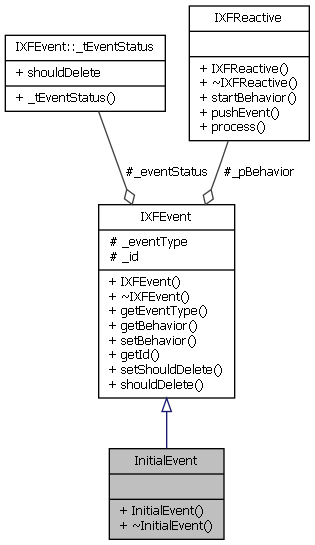 IXFReactive
+ IXFReactive()
+ ~IXFReactive()
+ startBehavior()
+ pushEvent()
+ process()
IXFEvent::_tEventStatus
+ shouldDelete
+ _tEventStatus()
#_eventStatus
#_pBehavior
IXFEvent
# _eventType
# _id
+ IXFEvent()
+ ~IXFEvent()
+ getEventType()
+ getBehavior()
+ setBehavior()
+ getId()
+ setShouldDelete()
+ shouldDelete()
InitialEvent
+ InitialEvent()
+ ~InitialEvent()